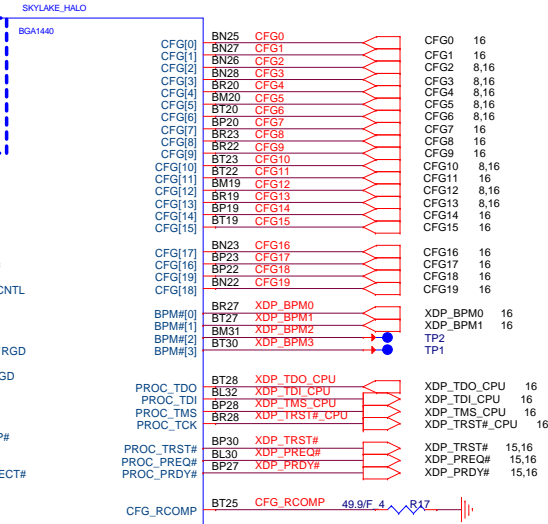 SKYLAKE_HALO
BGA1440
CFG[0] BN25 CFG0 CFG0 16
CFG[1] BN27 CFG1 CFG1 16
CFG[2] BN26 CFG2 CFG2 8,16
CFG[3] BN28 CFG3 CFG3 8,16
CFG[4] BR20 CFG4 CFG4 8,16
CFG[5] BM20 CFG5 CFG5 8,16
CFG[6] BT20 CFG6 CFG6 8,16
CFG[7] BP20 CFG7 CFG7 16
CFG[8] BR23 CFG8 CFG8 16
CFG[9] BR22 CFG9 CFG9 16
CFG[10] BT23 CFG10 CFG10 8,16
CFG[11] BT22 CFG11 CFG11 16
CFG[12] BM19 CFG12 CFG12 8,16
CFG[13] BR19 CFG13 CFG13 8,16
CFG[14] BP19 CFG14 CFG14 16
CFG[15] BT19 CFG15 CFG15 16
CFG[17] BN23 CFG16 CFG16 16
CFG[16] BP23 CFG17 CFG17 16
CFG[19] BP22 CFG18 CFG18 16
CNTL CFG[18] BN22 CFG19 CFG19 16
BPM#[0] BR27 XDP_BPM0 XDP_BPM0 16
BPM#[1] BT27 XDP_BPM1 XDP_BPM1 16
BPM#[2] BM31 XDP_BPM2 TP2
RGD BPM#[3] BT30 XDP_BPM3 TP1
GD
PROC_TDO BT28 XDP_TDO_CPU XDP_TDO_CPU 16
PROC_TDI BL32 XDP_TDI_CPU XDP_TDI_CPU 16
PROC_TMS BP28 XDP_TMS_CPU XDP_TMS_CPU 16
PROC_TCK BR28 XDP_TRST#_CPU XDP_TRST#_CPU 16
P#
PROC_TRST# BP30 XDP_TRST# XDP_TRST# 15,16
PROC_PREQ# BL30 XDP_PREQ# XDP_PREQ# 15,16
ECT# PROC_PRDY# BP27 XDP_PRDY# XDP_PRDY# 15,16
CFG_RCOMP BT25 CFG_RCOMP 49.9/F_4 R17